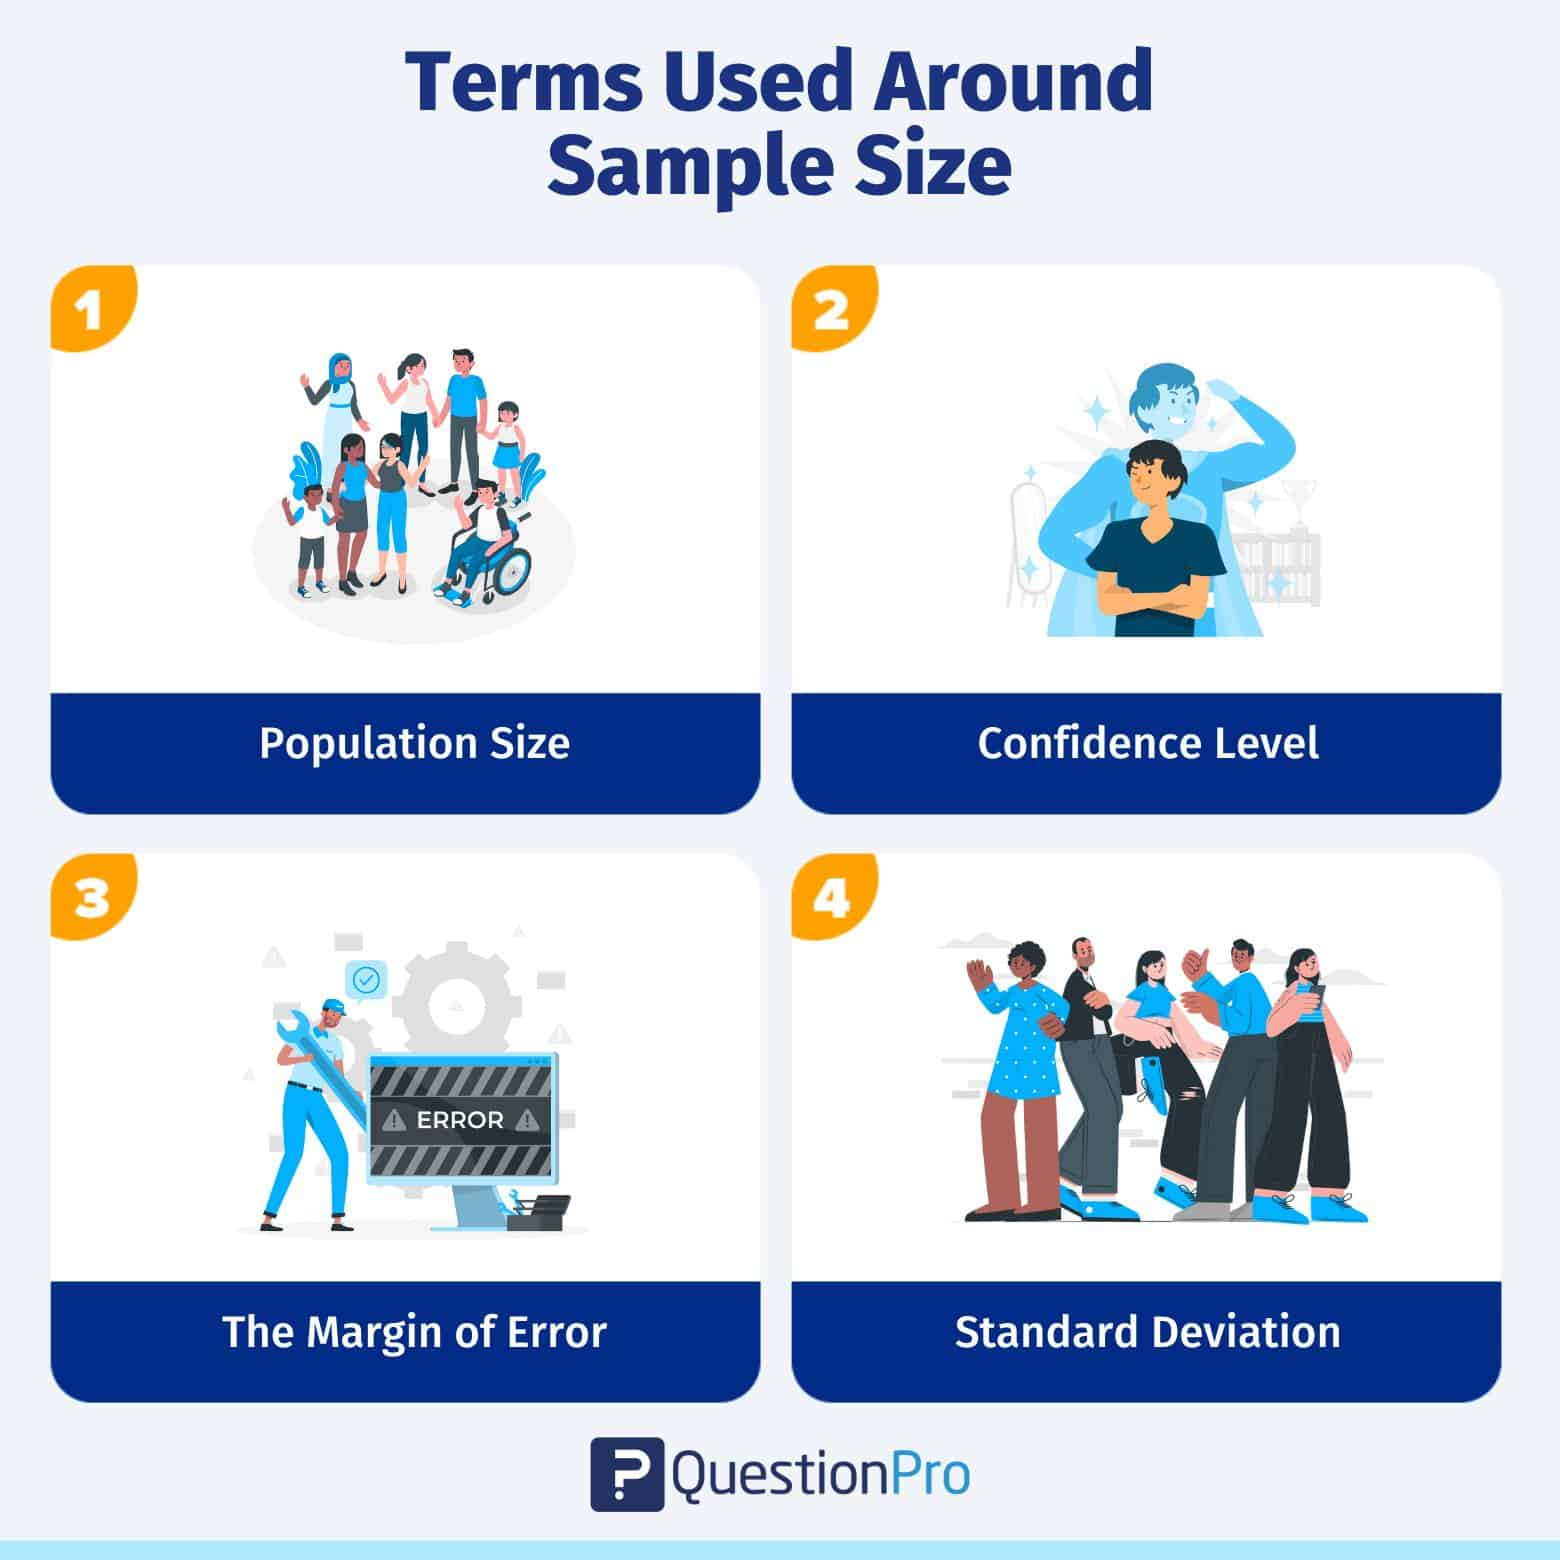 Terms Used Around
Sample Size
1
2
Population Size
Confidence Level
3
4
ERROR
The Margin of Error
Standard Deviation
QuestionPro